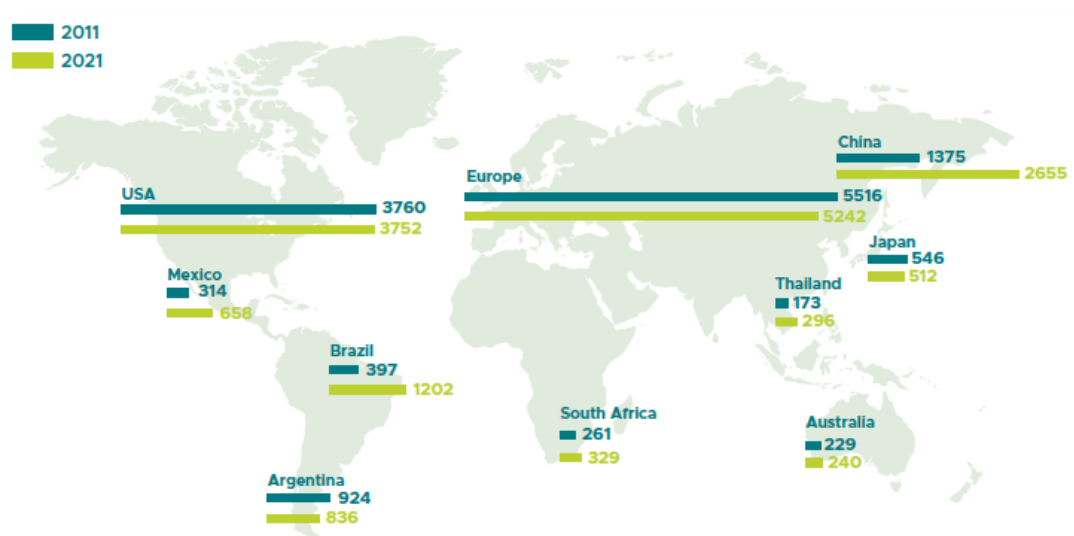 2011
2021
China
1375
2655
Europe
5516
5242
USA
3760
3752
Japan
546
512
Mexico
314
658
Thailand
173
296
Brazil
397
1202
South Africa
261
329
Australia
229
240
Argentina
924
836